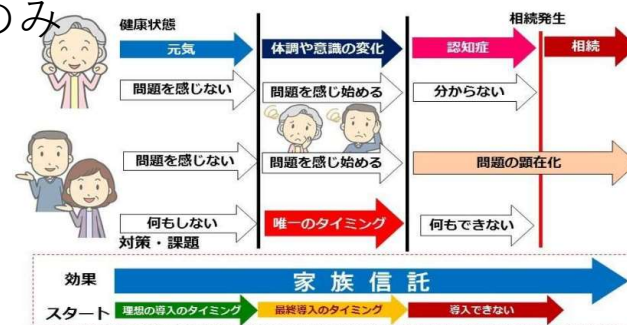 のみ
健康状態
相続発生
元気
体調や意識の変化
認知症
相続
問題を感じない
問題を感じ始める
分からない
問題を感じない
問題を感じ始める
問題の顕在化
何もしない
唯一のタイミング
何もできない
対策・課題
効果
家族信託
スタート
理想の導入のタイミング
最終導入のタイミング
導入できない